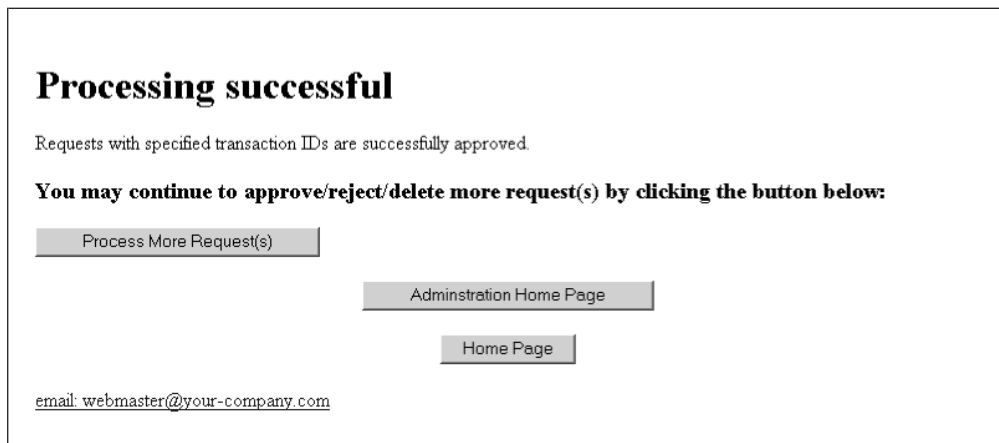 Processing successful
Requests with specified transaction IDs are successfully approved.
You may continue to approve/reject/delete more request(s) by clicking the button below:
Process More Request(s)
Adminstration Home Page
Home Page
email: webmaster@your-company.com